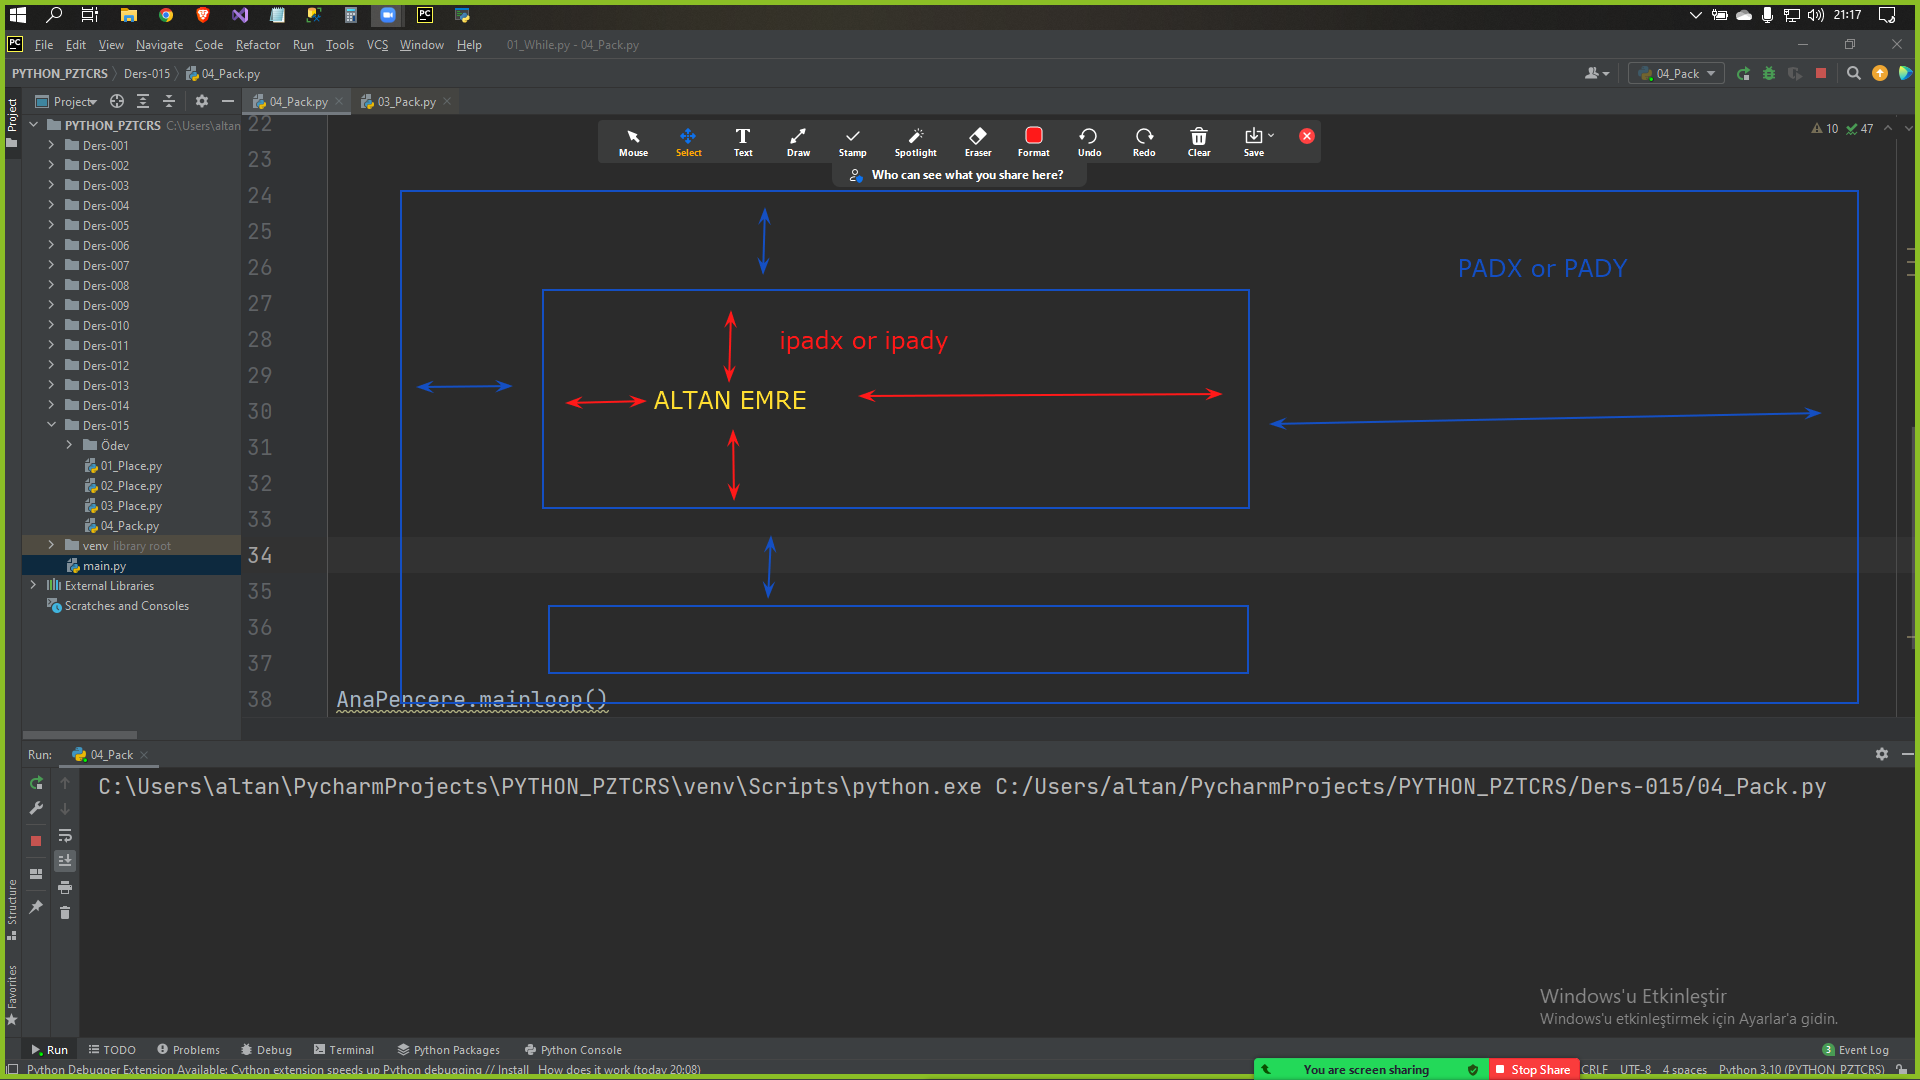 21:17
PC File Edit View Navigate Code Refactor Run Tools VCS Window Help 01_While.py - 04_Pack.py
PYTHON_PZTCRS Ders-015 04_Pack.py
04_Pack
Project
Project
04_Pack.py
03_Pack.py
PYTHON_PZTCRS C:\Users\altan
Ders-001
Ders-002
Ders-003
Ders-004
Ders-005
Ders-006
Ders-007
Ders-008
Ders-009
Ders-010
Ders-011
Ders-012
Ders-013
Ders-014
Ders-015
Ödev
01_Place.py
02_Place.py
03_Place.py
04_Pack.py
venv library root
main.py
External Libraries
Scratches and Consoles
Mouse Select Text Draw Stamp Spotlight Eraser Format Undo Redo Clear Save
Who can see what you share here?
10 47
22
23
24
25
26
27
28
29
30
31
32
33
34
35
36
37
38 AnaPencere.mainloop()
PADX or PADY
ipadx or ipady
ALTAN EMRE
Run: 04_Pack
C:\Users\altan\PycharmProjects\PYTHON_PZTCRS\venv\Scripts\python.exe C:/Users/altan/PycharmProjects/PYTHON_PZTCRS/Ders-015/04_Pack.py
Structure
Favorites
Windows'u Etkinleştir
Windows'u etkinleştirmek için Ayarlar'a gidin.
Run TODO Problems Debug Terminal Python Packages Python Console
3 Event Log
Python Debugger Extension Available: Cython extension speeds up Python debugging // Install How does it work (today 20:08)
You are screen sharing Stop Share
CRLF UTF-8 4 spaces Python 3.10 (PYTHON_PZTCRS)